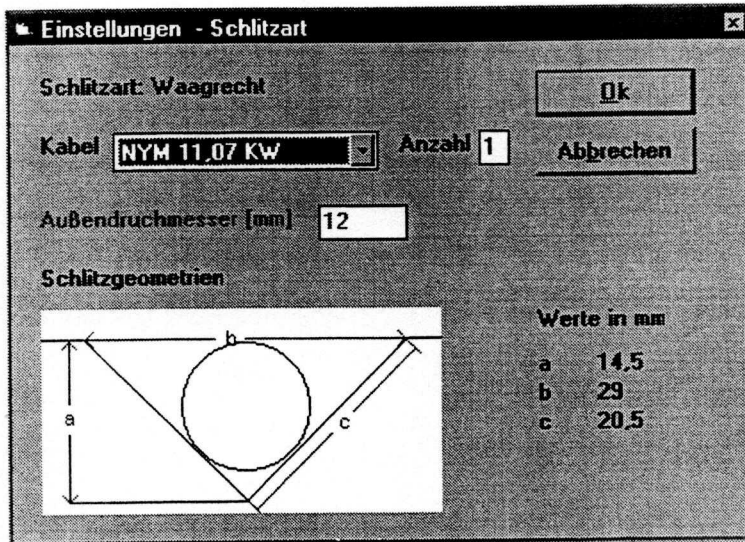 Einstellungen - Schlitzart
Schlitzart: Waagrecht
Ok
Kabel NYM 11,07 KW Anzahl 1
Abbrechen
Außendruchmesser [mm] 12
Schlitzgeometrien
b
a
c
Werte in mm
a 14,5
b 29
c 20,5